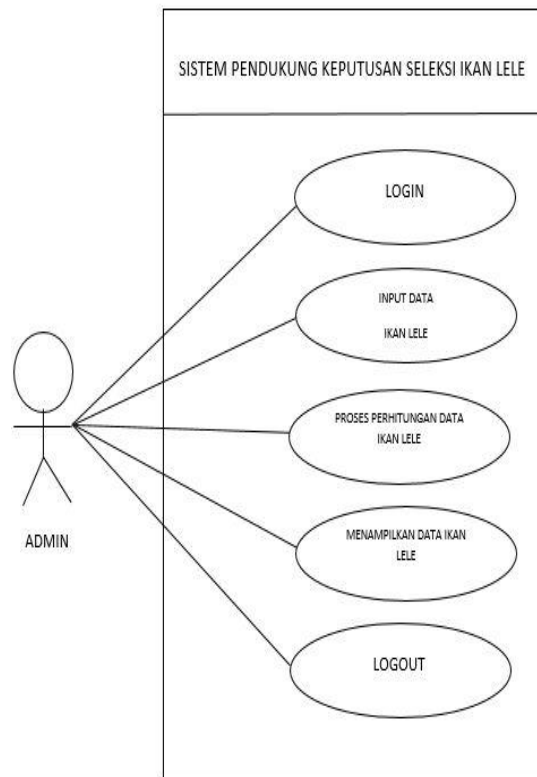 SISTEM PENDUKUNG KEPUTUSAN SELEKSI IKAN LELE
LOGIN
INPUT DATA
IKAN LELE
PROSES PERHITUNGAN DATA
IKAN LELE
MENAMPILKAN DATA IKAN
LELE
LOGOUT
ADMIN